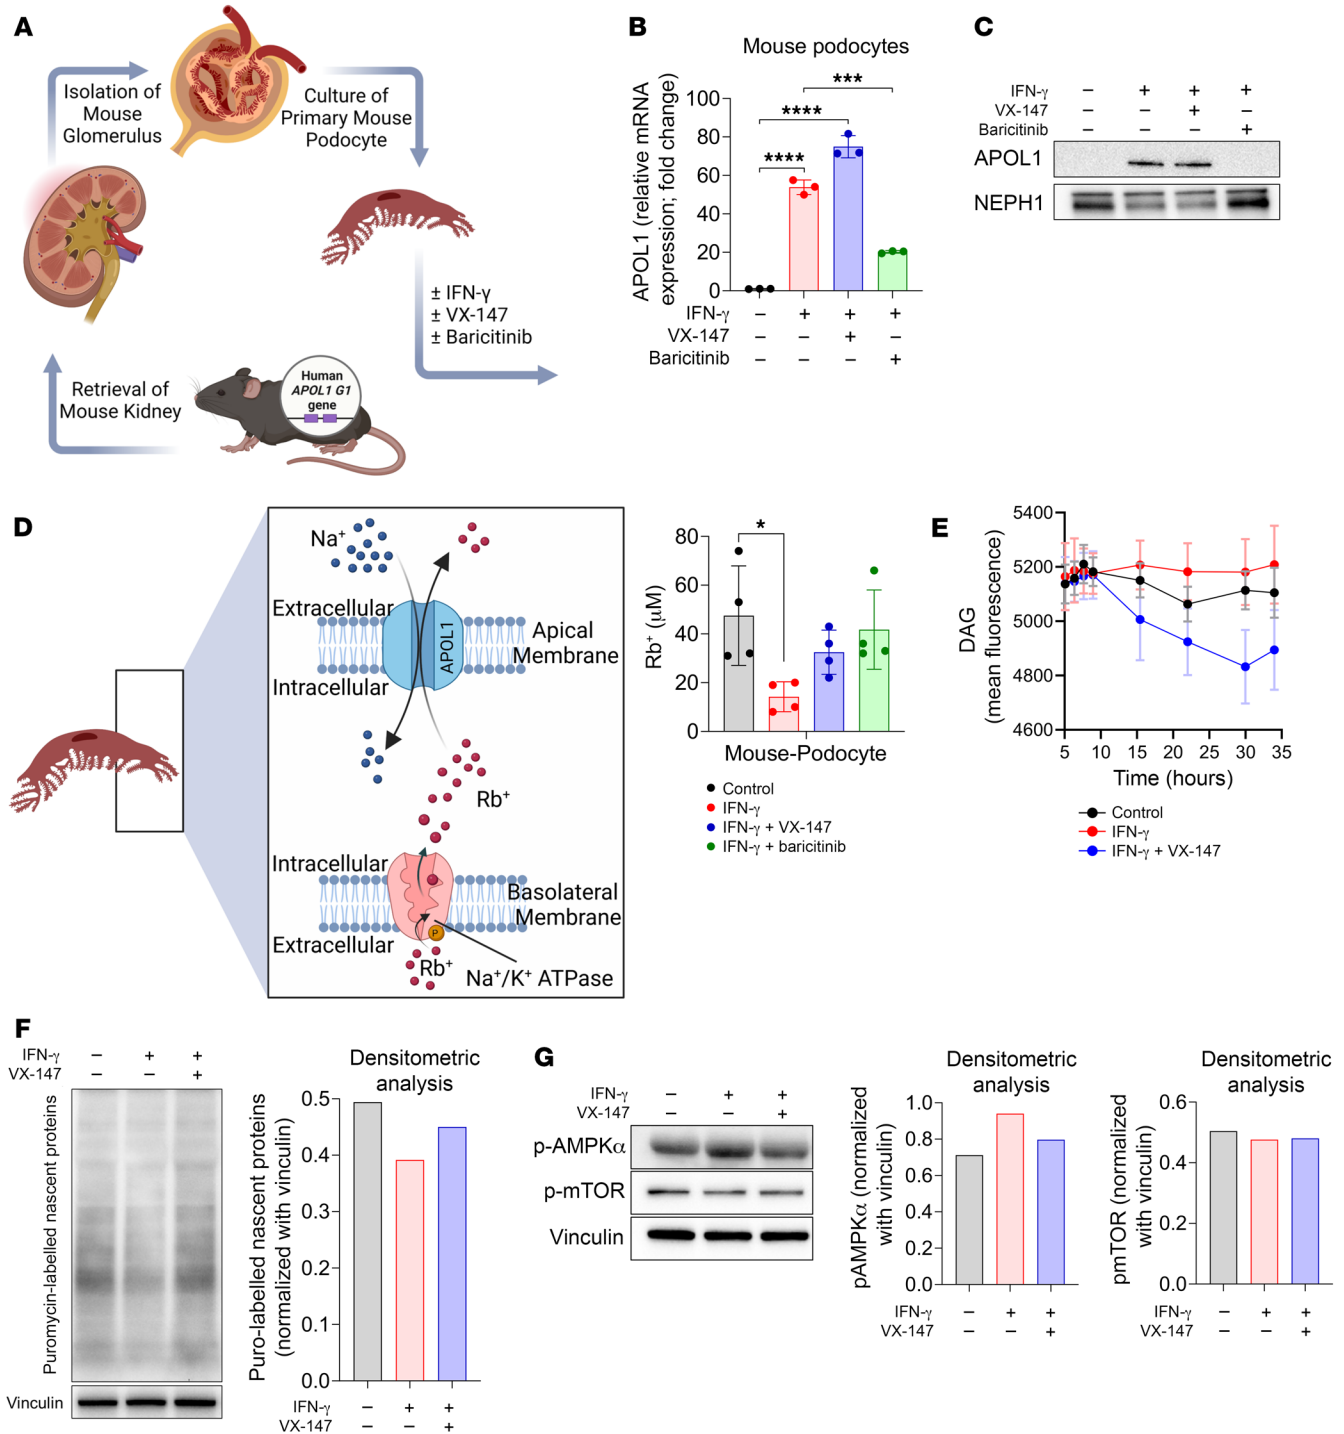 A
Isolation of
Mouse
Glomerulus
Culture of
Primary Mouse
Podocyte
± IFN-γ
± VX-147
± Baricitinib
Retrieval of
Mouse Kidney
Human
APOL1 G1
gene
B
Mouse podocytes
APOL1 (relative mRNA
expression; fold change)
100
80
60
40
20
0
****
****
***
IFN-γ − + + +
VX-147 − − + −
Baricitinib − − − +
C
IFN-γ − + + +
VX-147 − − + −
Baricitinib − − − +
APOL1
NEPH1
D
Na⁺
Extracellular
APOL1
Apical
Membrane
Intracellular
Rb⁺
Intracellular
Basolateral
Membrane
P
Extracellular
Rb⁺
Na⁺/K⁺ ATPase
Rb⁺ (μM)
80
60
40
20
0
*
Mouse-Podocyte
Control
IFN-γ
IFN-γ + VX-147
IFN-γ + baricitinib
E
DAG
(mean fluorescence)
5400
5200
5000
4800
4600
5 10 15 20 25 30 35
Time (hours)
Control
IFN-γ
IFN-γ + VX-147
F
IFN-γ − + +
VX-147 − − +
Puromycin-labelled nascent proteins
Vinculin
Densitometric
analysis
Puro-labelled nascent proteins
(normalized with vinculin)
0.5
0.4
0.3
0.2
0.1
0.0
IFN-γ − + +
VX-147 − − +
G
IFN-γ − + +
VX-147 − − +
p-AMPKα
p-mTOR
Vinculin
Densitometric
analysis
pAMPKα (normalized
with vinculin)
1.0
0.8
0.6
0.4
0.2
0.0
IFN-γ − + +
VX-147 − − +
Densitometric
analysis
pmTOR (normalized
with vinculin)
0.6
0.4
0.2
0.0
IFN-γ − + +
VX-147 − − +